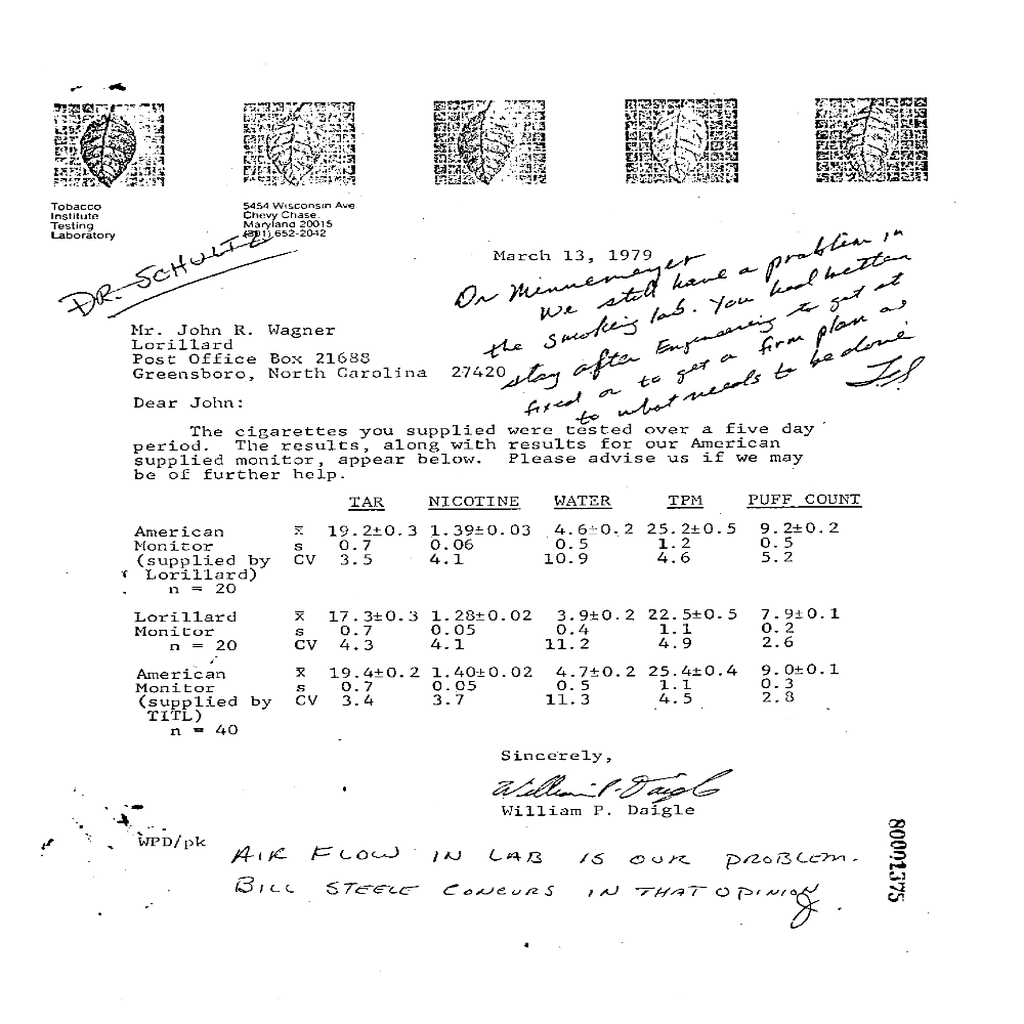 Tobacco
Institute
Testing
Laboratory
5454 Wisconsin Ave.
Chevy Chase,
Maryland 20015
(301) 652-2042
DR. SCHULTZ
March 13, 1979
Dr Minnemeyer
We still have a problem in
the smoking lab. You had better
stay after Engineering to get it
fixed or to get a firm plan as
to what needs to be done
Mr. John R. Wagner
Lorillard
Post Office Box 21688
Greensboro, North Carolina 27420
Dear John:
The cigarettes you supplied were tested over a five day
period. The results, along with results for our American
supplied monitor, appear below. Please advise us if we may
be of further help.
TAR NICOTINE WATER TPM PUFF COUNT
American x̄ 19.2±0.3 1.39±0.03 4.6±0.2 25.2±0.5 9.2±0.2
Monitor s 0.7 0.06 0.5 1.2 0.5
(supplied by CV 3.5 4.1 10.9 4.6 5.2
Lorillard)
n = 20
Lorillard x̄ 17.3±0.3 1.28±0.02 3.9±0.2 22.5±0.5 7.9±0.1
Monitor s 0.7 0.05 0.4 1.1 0.2
n = 20 CV 4.3 4.1 11.2 4.9 2.6
American x̄ 19.4±0.2 1.40±0.02 4.7±0.2 25.4±0.4 9.0±0.1
Monitor s 0.7 0.05 0.5 1.1 0.3
(supplied by CV 3.4 3.7 11.3 4.5 2.8
TITL)
n = 40
Sincerely,
William P. Daigle
William P. Daigle
WPD/pk
AIR FLOW IN LAB IS OUR PROBLEM.
BILL STEELE CONCURS IN THAT OPINION
80001375